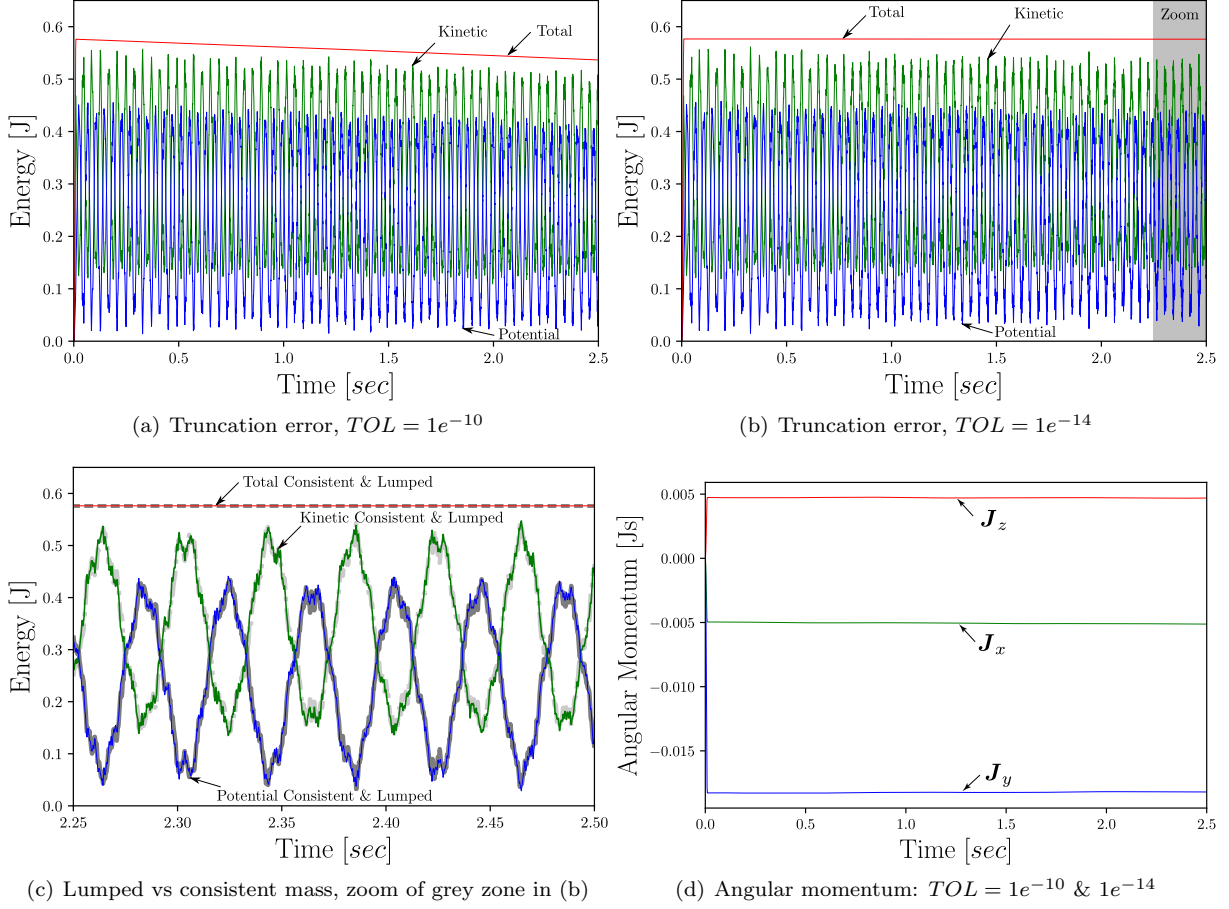 0.6
0.5
0.4
0.3
0.2
0.1
0.0
Energy [J]
Kinetic
Total
Potential
0.0 0.5 1.0 1.5 2.0 2.5
Time [sec]
(a) Truncation error, TOL = 1e⁻¹⁰
0.6
0.5
0.4
0.3
0.2
0.1
0.0
Energy [J]
Total
Kinetic
Zoom
Potential
0.0 0.5 1.0 1.5 2.0 2.5
Time [sec]
(b) Truncation error, TOL = 1e⁻¹⁴
0.6
0.5
0.4
0.3
0.2
0.1
0.0
Energy [J]
Total Consistent & Lumped
Kinetic Consistent & Lumped
Potential Consistent & Lumped
2.25 2.30 2.35 2.40 2.45 2.50
Time [sec]
(c) Lumped vs consistent mass, zoom of grey zone in (b)
0.005
0.000
−0.005
−0.010
−0.015
Angular Momentum [Js]
J_z
J_x
J_y
0.0 0.5 1.0 1.5 2.0 2.5
Time [sec]
(d) Angular momentum: TOL = 1e⁻¹⁰ & 1e⁻¹⁴